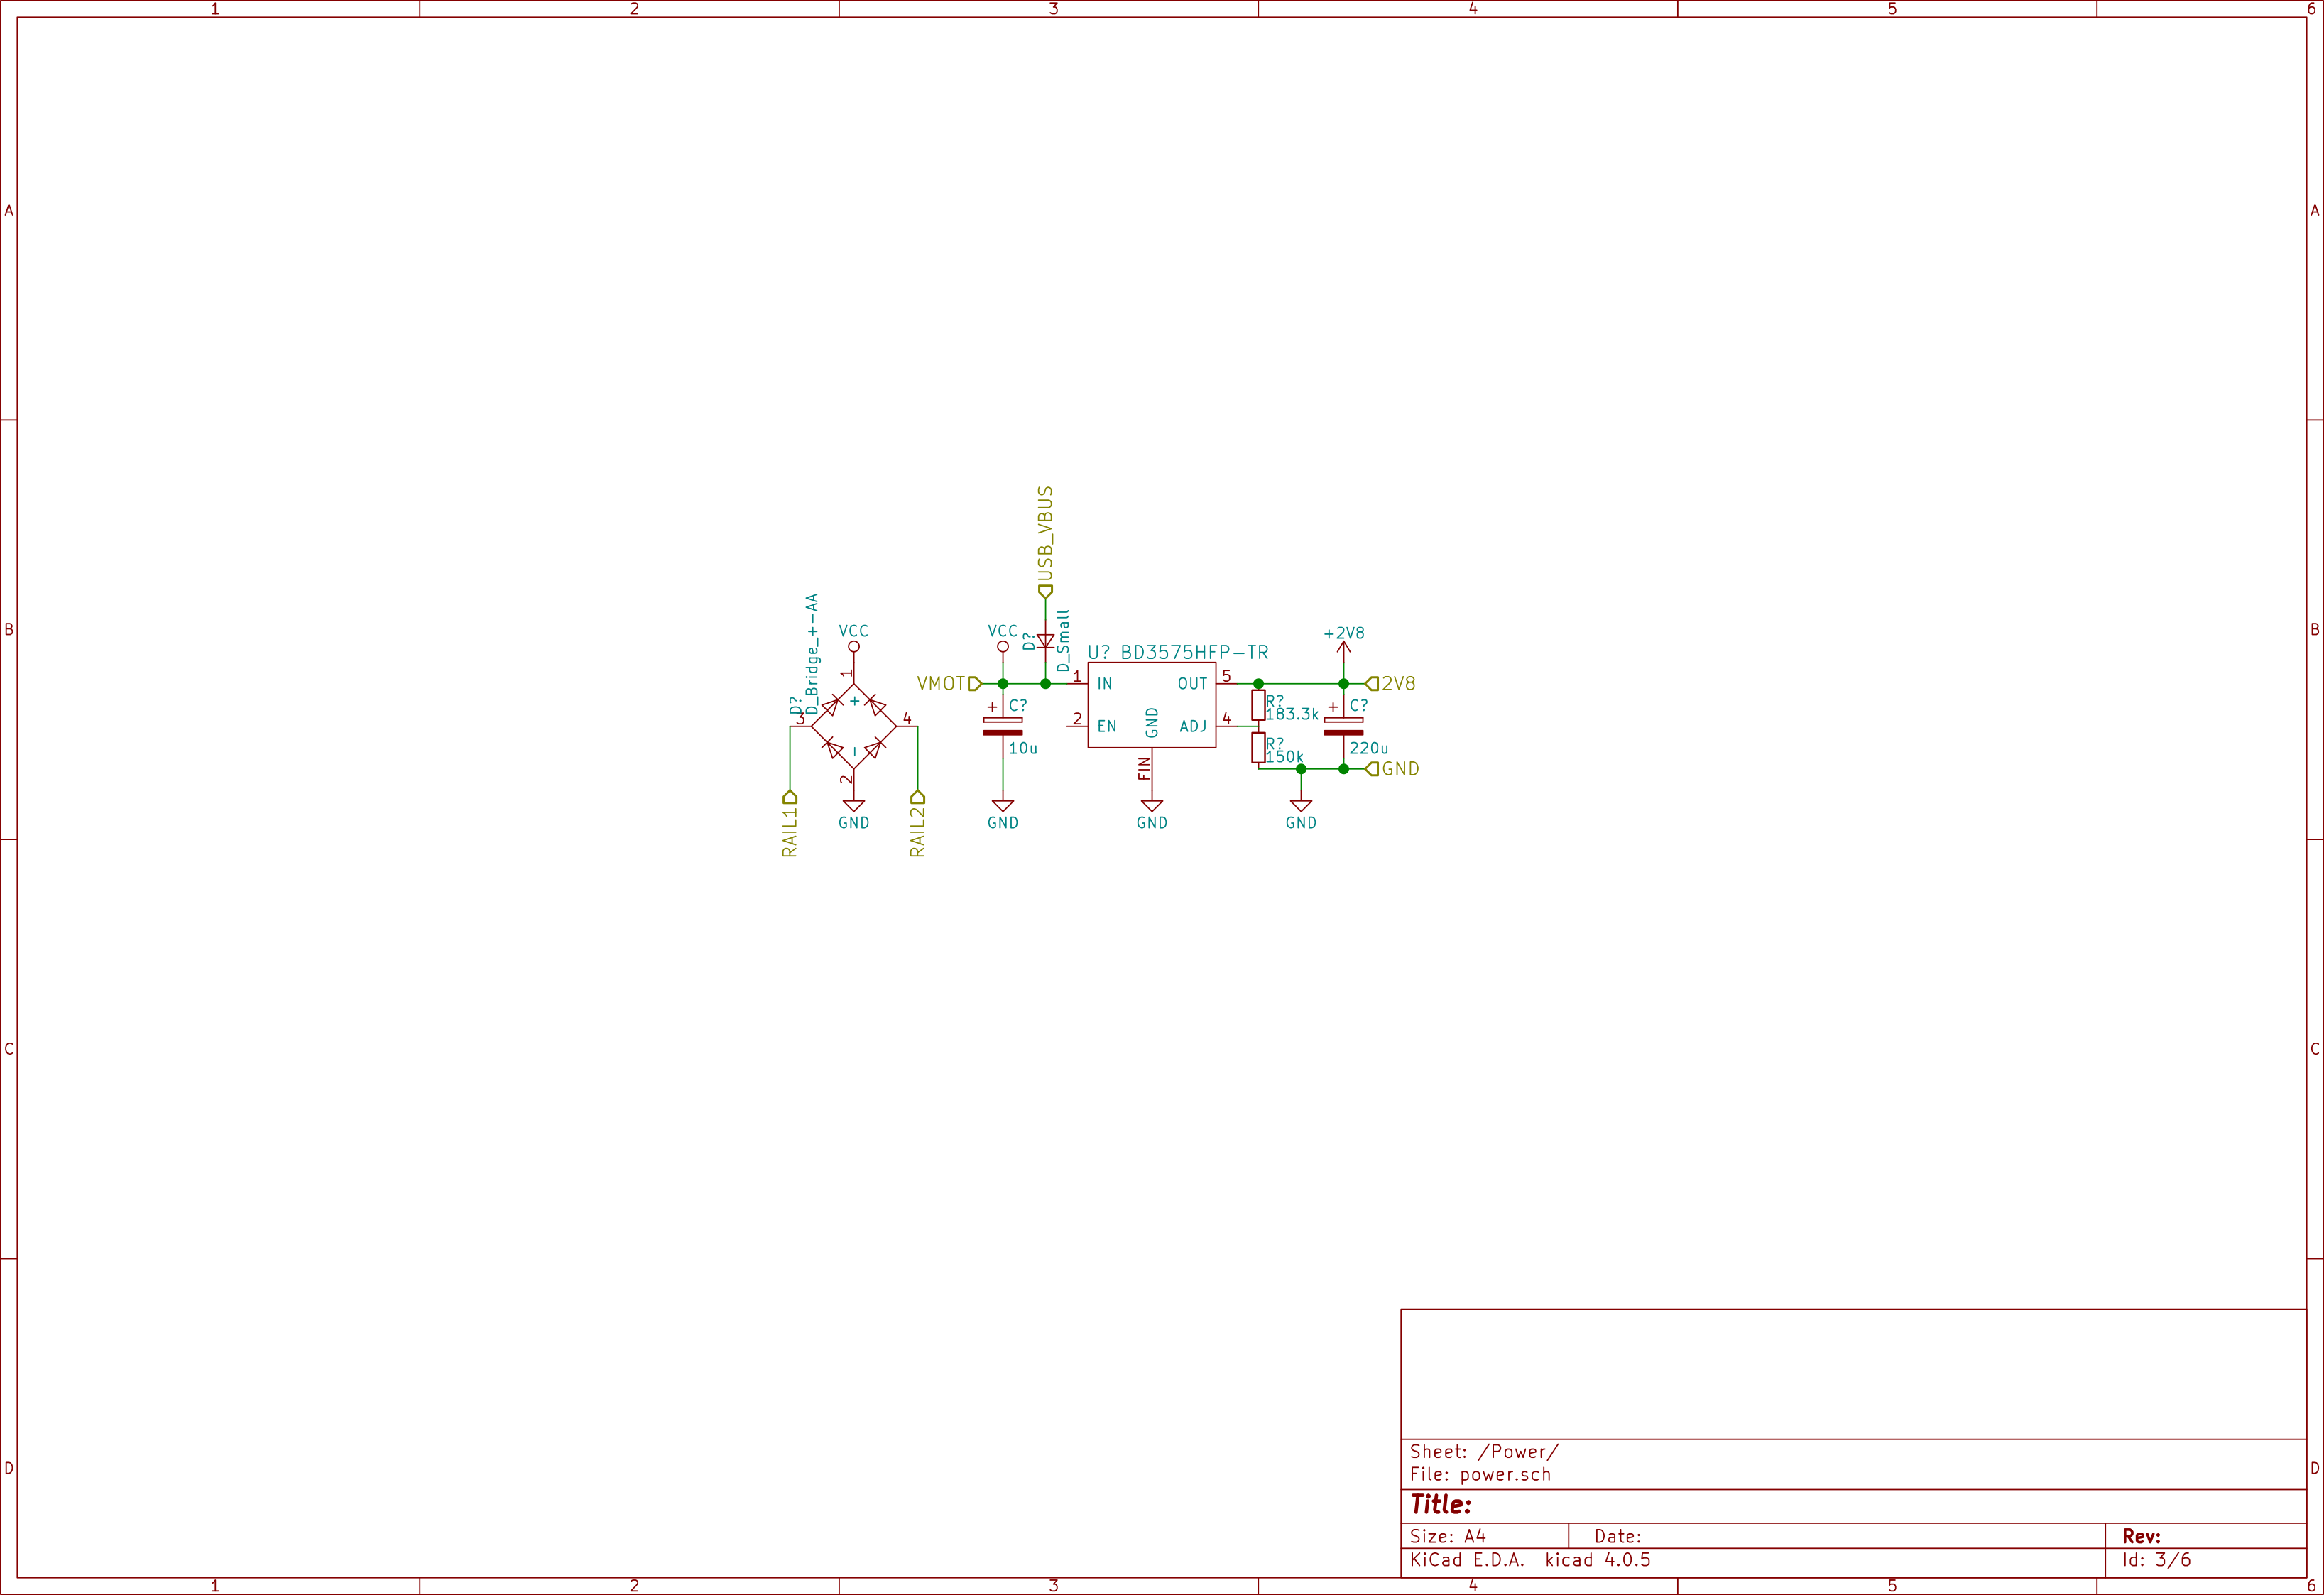 1 2 3 4 5 6
A A
USB_VBUS
B B
D?
D_Bridge_+-AA
VCC
1
+
3
4
-
2
GND
RAIL1
RAIL2
VCC
D?
D_Small
VMOT
+ C?
10u
GND
U? BD3575HFP-TR
1 IN
2 EN
OUT 5
ADJ 4
GND
FIN
GND
R?
183.3k
R?
150k
+2V8
2V8
+ C?
220u
GND
GND
C C
D D
Sheet: /Power/
File: power.sch
Title:
Size: A4 Date: Rev:
KiCad E.D.A. kicad 4.0.5 Id: 3/6
1 2 3 4 5 6